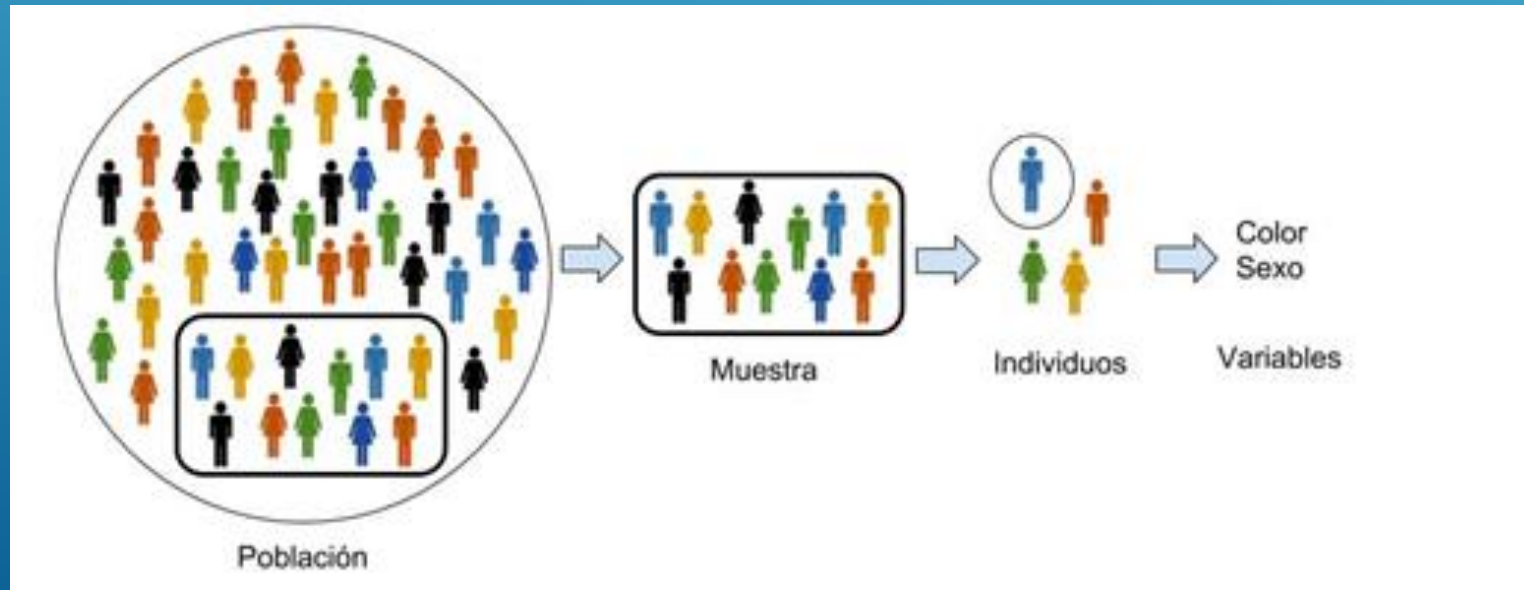 Población
Muestra
Individuos
Color
Sexo
Variables